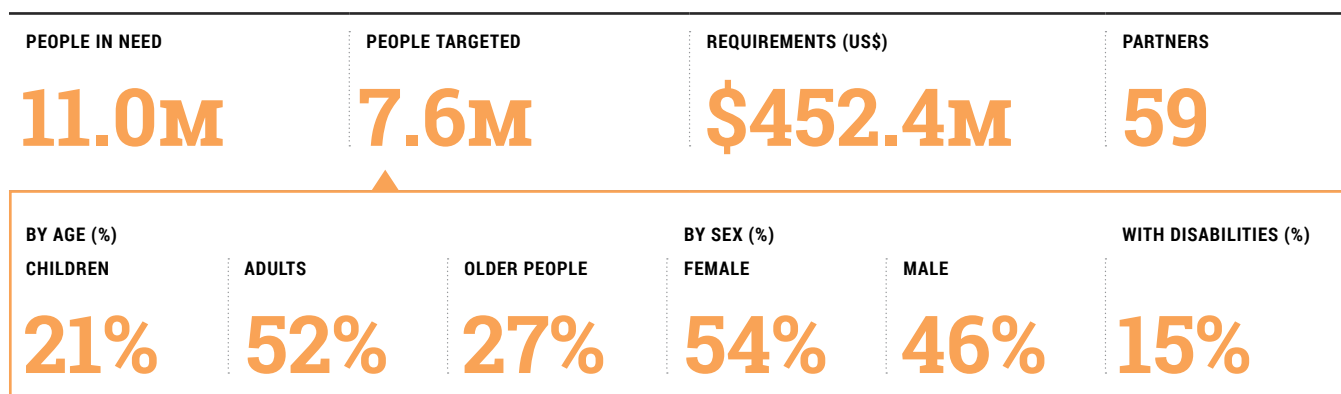 PEOPLE IN NEED
PEOPLE TARGETED
REQUIREMENTS (US$)
PARTNERS
11.0M
7.6M
$452.4M
59
BY AGE (%)
BY SEX (%)
WITH DISABILITIES (%)
CHILDREN
ADULTS
OLDER PEOPLE
FEMALE
MALE
21%
52%
27%
54%
46%
15%